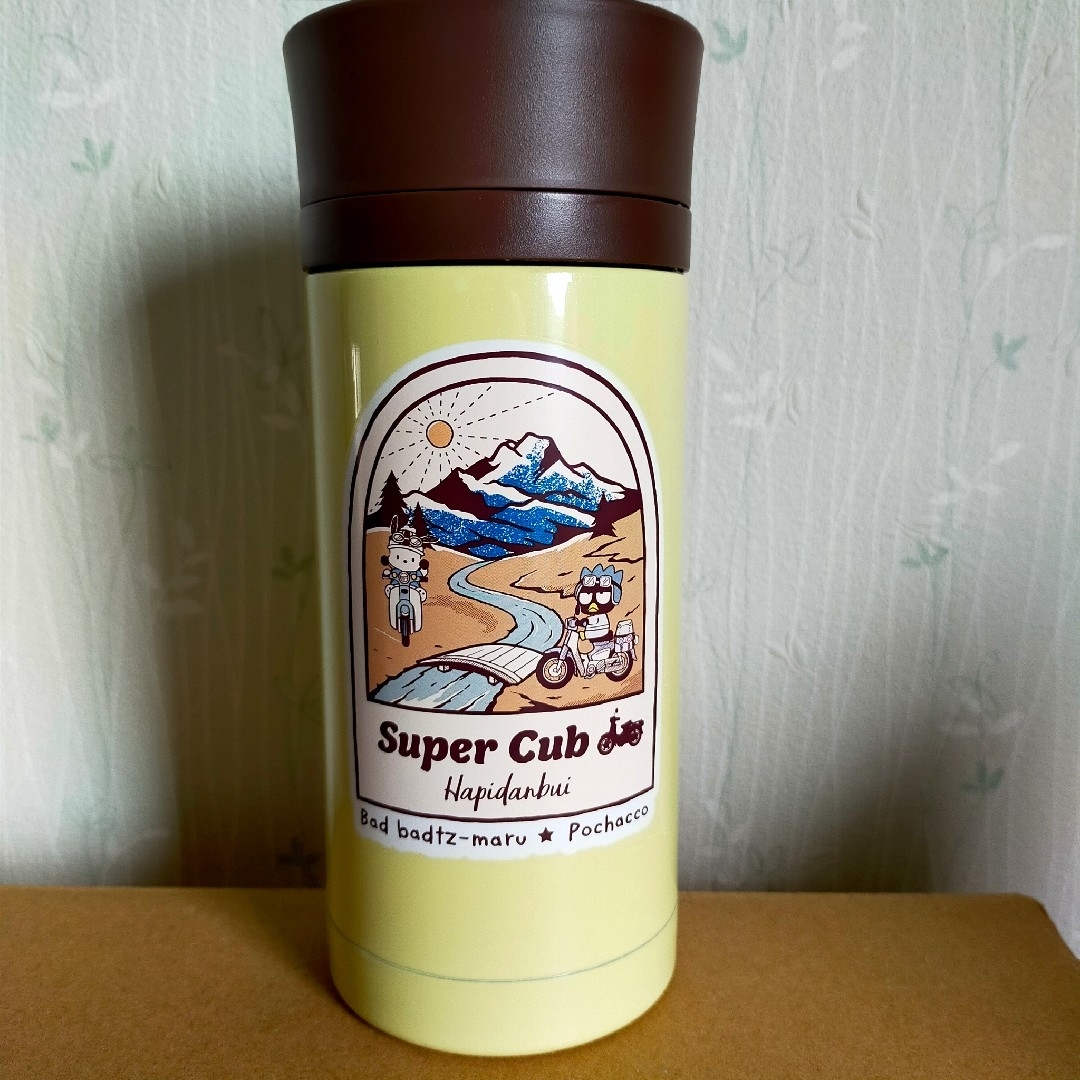 Super Cub
Hapidanbui
Bad badtz-maru ★ Pochacco